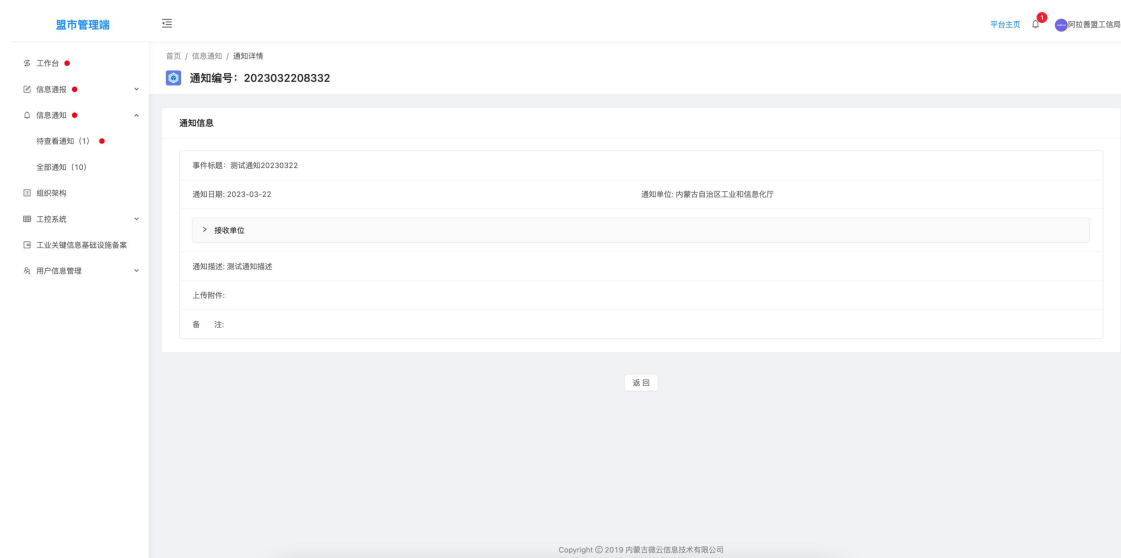 盟市管理端
平台主页
1
阿拉善盟工信局
工作台
信息通报
信息通知
待查看通知（1）
全部通知（10）
组织架构
工控系统
工业关键信息基础设施备案
用户信息管理
首页 / 信息通知 / 通知详情
通知编号：2023032208332
通知信息
事件标题：测试通知20230322
通知日期: 2023-03-22
通知单位: 内蒙古自治区工业和信息化厅
> 接收单位
通知描述: 测试通知描述
上传附件:
备 注:
返 回
Copyright © 2019 内蒙古微云信息技术有限公司